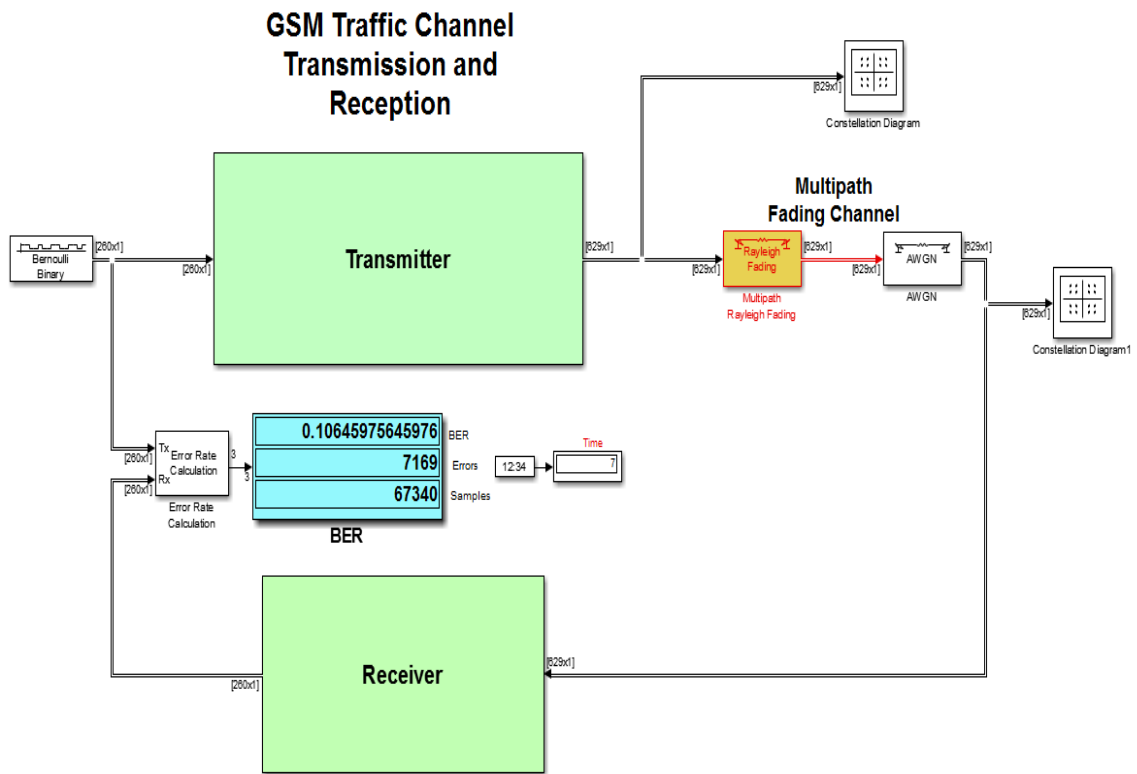 GSM Traffic Channel
Transmission and
Reception
[629x1]
Constellation Diagram
Multipath
Fading Channel
Bernoulli
Binary
[260x1]
[260x1]
Transmitter
[629x1]
[629x1]
Rayleigh
Fading
[629x1]
Multipath
Rayleigh Fading
[629x1]
AWGN
[629x1]
AWGN
[629x1]
Constellation Diagram1
Tx
Rx
[260x1]
[260x1]
Error Rate
Calculation
3
Error Rate
Calculation
3
0.10645975645976
BER
7169
Errors
67340
Samples
BER
12:34
Time
7
Receiver
[629x1]
[260x1]